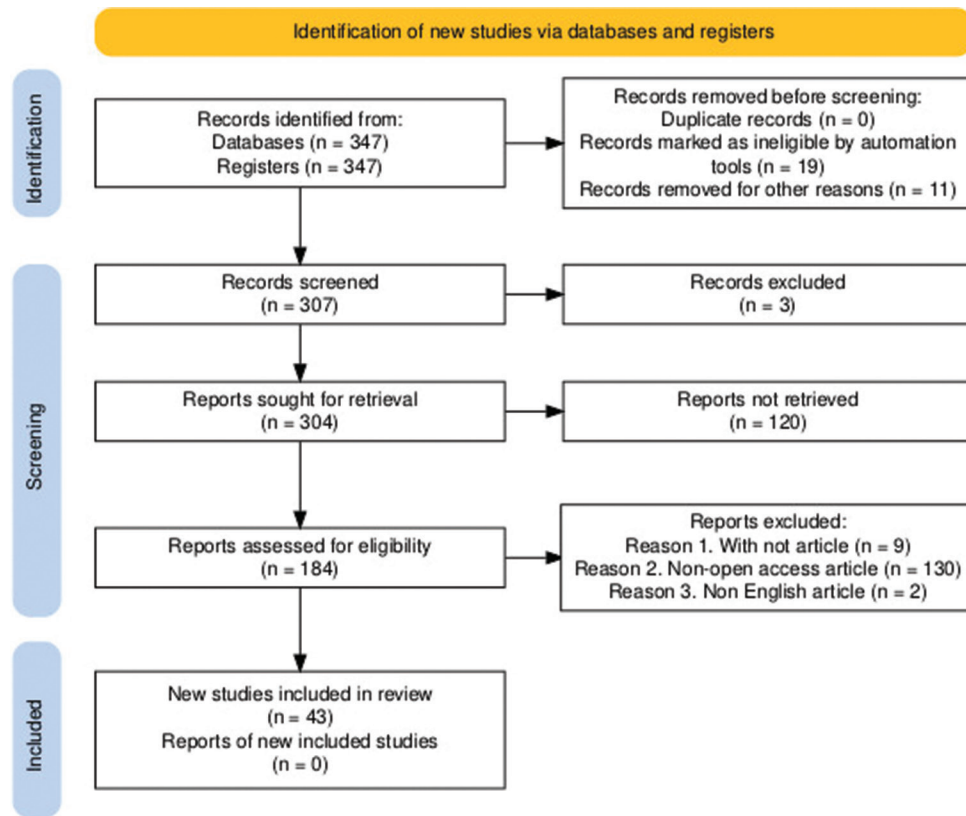 Identification of new studies via databases and registers
Identification
Records identified from:
Databases (n = 347)
Registers (n = 347)
Records removed before screening:
Duplicate records (n = 0)
Records marked as ineligible by automation
tools (n = 19)
Records removed for other reasons (n = 11)
Screening
Records screened
(n = 307)
Records excluded
(n = 3)
Reports sought for retrieval
(n = 304)
Reports not retrieved
(n = 120)
Reports assessed for eligibility
(n = 184)
Reports excluded:
Reason 1. With not article (n = 9)
Reason 2. Non-open access article (n = 130)
Reason 3. Non English article (n = 2)
Included
New studies included in review
(n = 43)
Reports of new included studies
(n = 0)